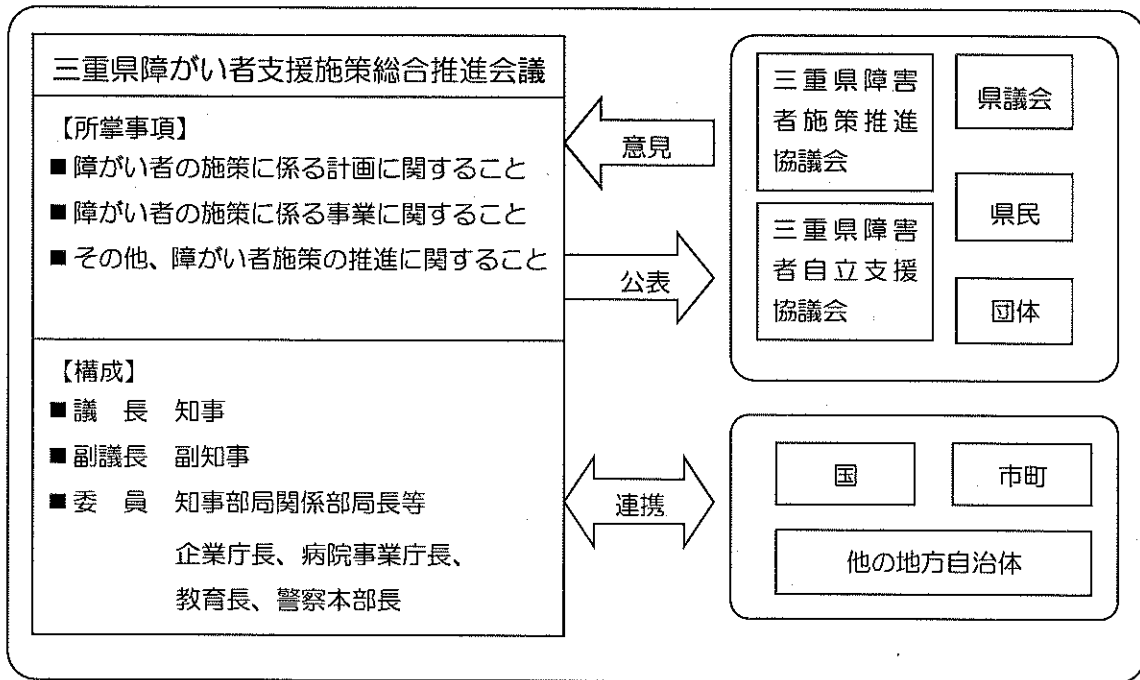 三重県障がい者支援施策総合推進会議
【所掌事項】
■障がい者の施策に係る計画に関すること
■障がい者の施策に係る事業に関すること
■その他、障がい者施策の推進に関すること
【構成】
■議　長　知事
■副議長　副知事
■委　員　知事部局関係部局長等
企業庁長、病院事業庁長、
教育長、警察本部長
意見
公表
連携
三重県障害
者施策推進
協議会
三重県障害
者自立支援
協議会
県議会
県民
団体
国
市町
他の地方自治体